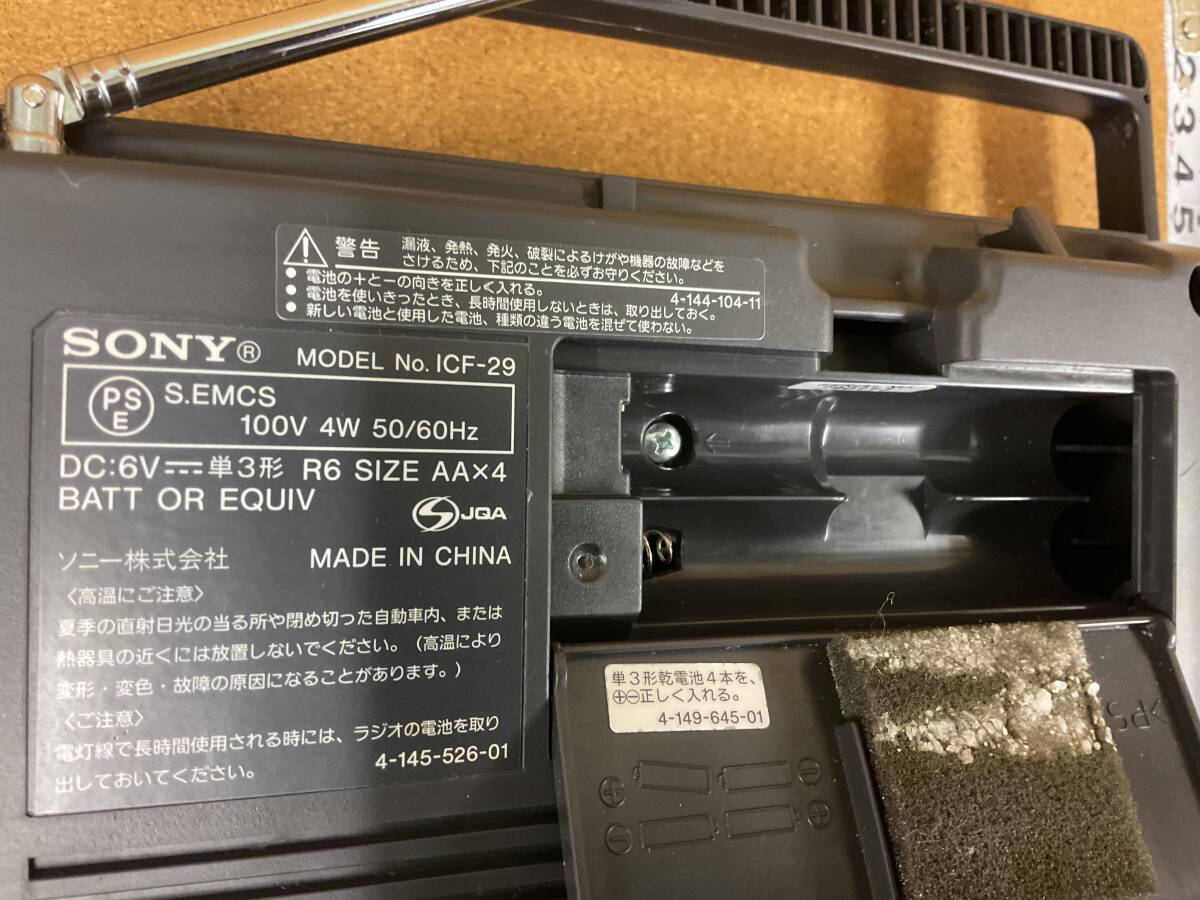 2
3
4
5
警告 漏液、発熱、発火、破裂によるけがや機器の故障などを
さけるため、下記のことを必ずお守りください。
● 電池の+と−の向きを正しく入れる。
● 電池を使いきったとき、長時間使用しないときは、取り出しておく。
● 新しい電池と使用した電池、種類の違う電池を混ぜて使わない。
4-144-104-11
SONY® MODEL No. ICF-29
PSE S.EMCS
100V 4W 50/60Hz
DC:6V⎓単3形 R6 SIZE AA×4
BATT OR EQUIV
JQA
ソニー株式会社 MADE IN CHINA
〈高温にご注意〉
夏季の直射日光の当る所や閉め切った自動車内、または
熱器具の近くには放置しないでください。(高温により
変形・変色・故障の原因になることがあります。)
〈ご注意〉
電灯線で長時間使用される時には、ラジオの電池を取り
出しておいてください。
4-145-526-01
単3形乾電池4本を、
⊕⊖正しく入れる。
4-149-645-01
⊕ ⊖
⊖ ⊕
>PS